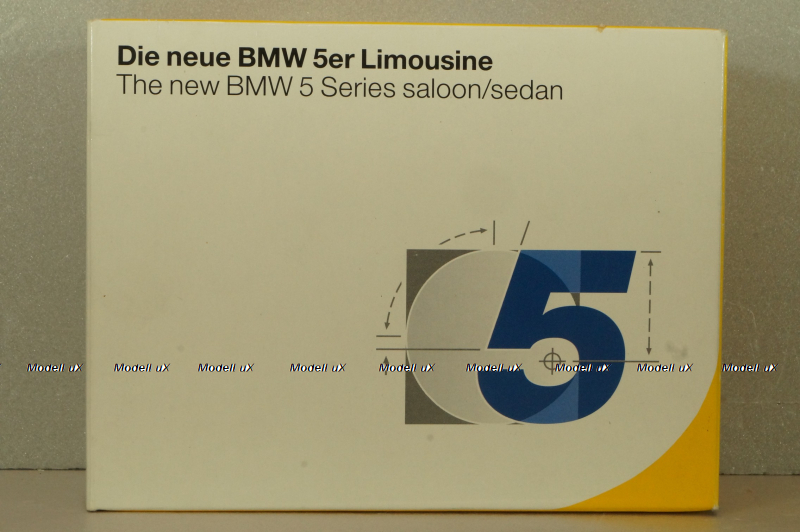 Die neue BMW 5er Limousine
The new BMW 5 Series saloon/sedan
5
Modell uX Modell uX Modell uX Modell uX Modell uX Modell uX Modell uX Modell uX Modell uX